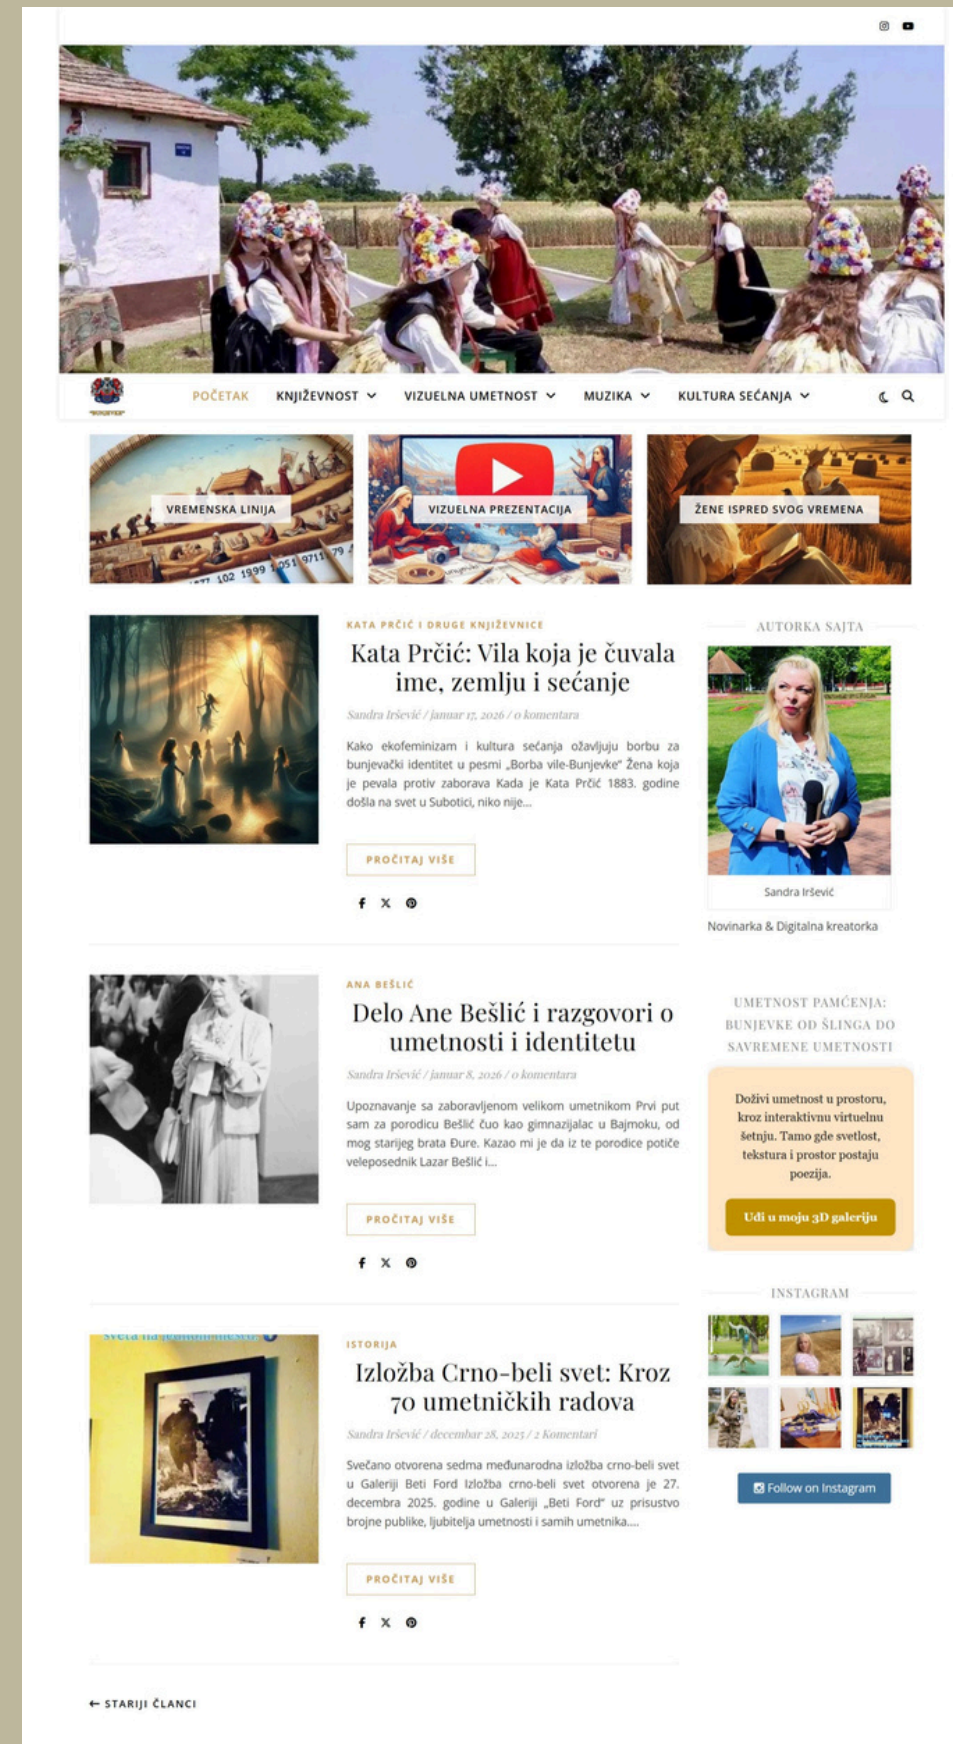 POČETAK KNJIŽEVNOST VIZUELNA UMETNOST MUZIKA KULTURA SEĆANJA
VREMENSKA LINIJA
VIZUELNA PREZENTACIJA
ŽENE ISPRED SVOG VREMENA
KATA PRČIĆ I DRUGE KNJIŽEVNICE
Kata Prčić: Vila koja je čuvala
ime, zemlju i sećanje
Sandra Iršević / januar 17, 2026 / 0 komentara
Kako ekofeminizam i kultura sećanja ožavljuju borbu za
bunjevački identitet u pesmi „Borba vile-Bunjevke“ Žena koja
je pevala protiv zaborava Kada je Kata Prčić 1883. godine
došla na svet u Subotici, niko nije...
PROČITAJ VIŠE
ANA BEŠLIĆ
Delo Ane Bešlić i razgovori o
umetnosti i identitetu
Sandra Iršević / januar 8, 2026 / 0 komentara
Upoznavanje sa zaboravljenom velikom umetnikom Prvi put
sam za porodicu Bešlić čuo kao gimnazijalac u Bajmoku, od
mog starijeg brata Đure. Kazao mi je da iz te porodice potiče
veleposednik Lazar Bešlić i...
PROČITAJ VIŠE
sveta na jednom mestu.
ISTORIJA
Izložba Crno-beli svet: Kroz
70 umetničkih radova
Sandra Iršević / decembar 28, 2025 / 2 Komentari
Svečano otvorena sedma međunarodna izložba crno-beli svet
u Galeriji Beti Ford Izložba crno-beli svet otvorena je 27.
decembra 2025. godine u Galeriji „Beti Ford“ uz prisustvo
brojne publike, ljubitelja umetnosti i samih umetnika....
PROČITAJ VIŠE
← STARIJI ČLANCI
AUTORKA SAJTA
Sandra Iršević
Novinarka & Digitalna kreatorka
UMETNOST PAMĆENJA:
BUNJEVKE OD ŠLINGA DO
SAVREMENE UMETNOSTI
Doživi umetnost u prostoru,
kroz interaktivnu virtuelnu
šetnju. Tamo gde svetlost,
tekstura i prostor postaju
poezija.
Uđi u moju 3D galeriju
INSTAGRAM
Follow on Instagram